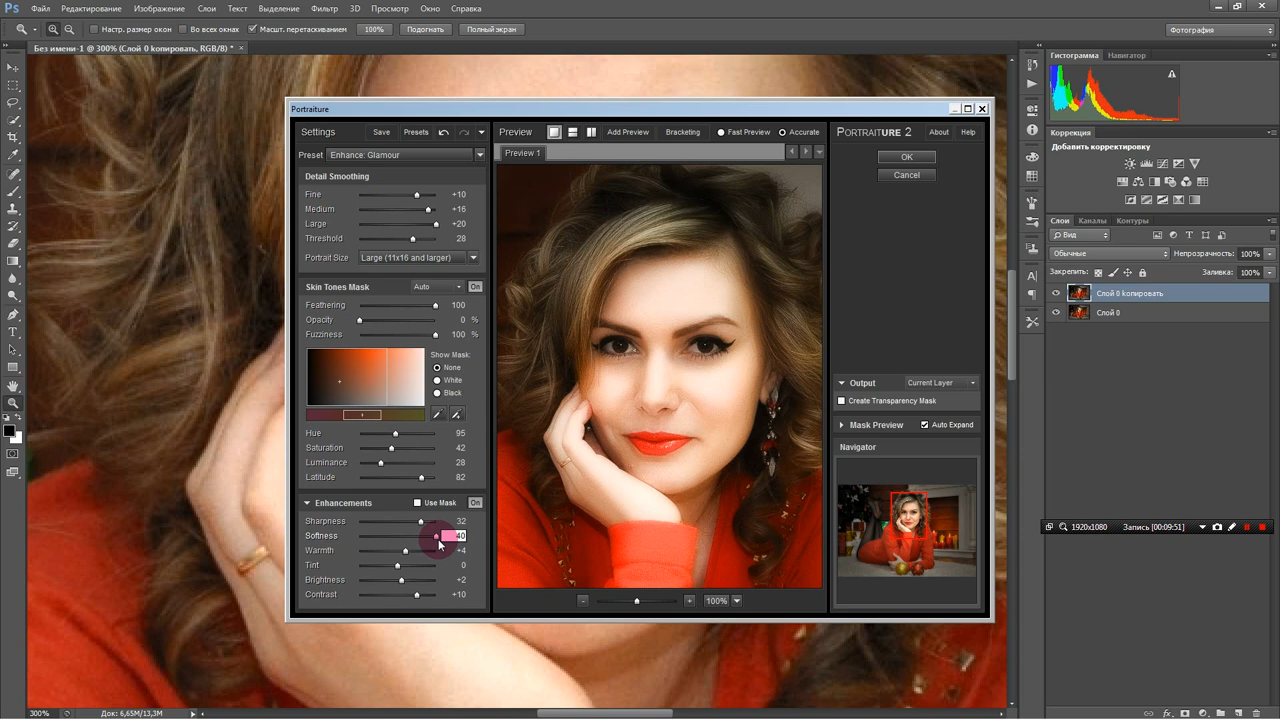 Ps Файл Редактирование Изображение Слои Текст Выделение Фильтр 3D Просмотр Окно Справка
Настр. размер окон Во всех окнах Масшт. перетаскиванием 100% Подогнать Полный экран Фотография
Без имени-1 @ 300% (Слой 0 копировать, RGB/8) * ×
Гистограмма Навигатор
Коррекция
Добавить корректировку
Слои Каналы Контуры
Вид
Обычные Непрозрачность: 100%
Закрепить: Заливка: 100%
Слой 0 копировать
Слой 0
Portraiture
Settings Save Presets
Preset Enhance: Glamour
Detail Smoothing
Fine +10
Medium +16
Large +20
Threshold 28
Portrait Size Large (11x16 and larger)
Skin Tones Mask Auto On
Feathering 100
Opacity 0 %
Fuzziness 100 %
Show Mask:
None
White
Black
Hue 95
Saturation 42
Luminance 28
Latitude 82
Enhancements Use Mask On
Sharpness 32
Softness 40
Warmth +4
Tint 0
Brightness +2
Contrast +10
Preview Add Preview Bracketing Fast Preview Accurate
Preview 1
100%
PORTRAITURE 2 About Help
OK
Cancel
Output Current Layer
Create Transparency Mask
Mask Preview Auto Expand
Navigator
1920x1080 Запись [00:09:51]
300% Док: 6,65M/13,3M